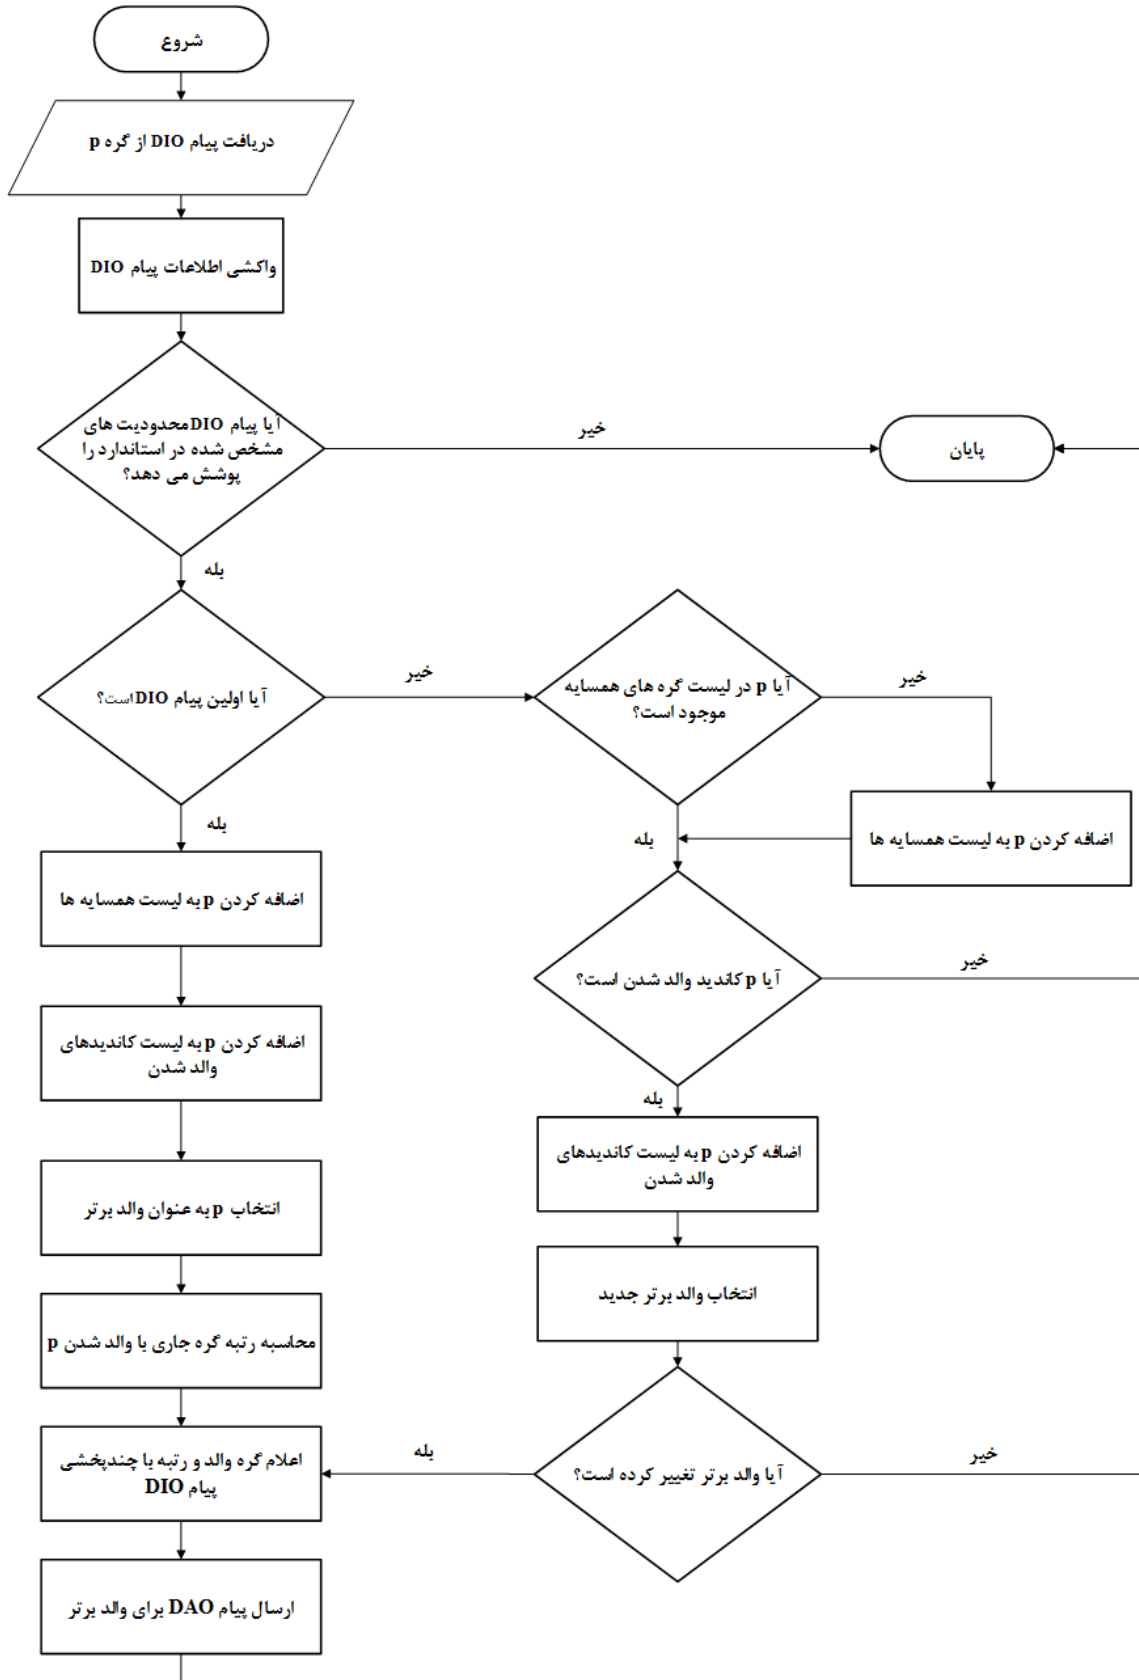 شروع
دریافت پیام DIO از گره p
واکشی اطلاعات پیام DIO
آیا پیام DIOمحدودیت های
مشخص شده در استاندارد را
پوشش می دهد؟
خیر
پایان
بله
آیا اولین پیام DIOاست؟
خیر
آیا p در لیست گره های همسایه
موجود است؟
خیر
بله
بله
اضافه کردن p به لیست همسایه ها
اضافه کردن p به لیست همسایه ها
آیا p کاندید والد شدن است؟
خیر
اضافه کردن p به لیست کاندیدهای
والد شدن
بله
اضافه کردن p به لیست کاندیدهای
والد شدن
انتخاب p به عنوان والد برتر
انتخاب والد برتر جدید
محاسبه رتبه گره جاری با والد شدن p
اعلام گره والد و رتبه با چندپخشی
پیام DIO
بله
آیا والد برتر تغییر کرده است؟
خیر
ارسال پیام DAO برای والد برتر